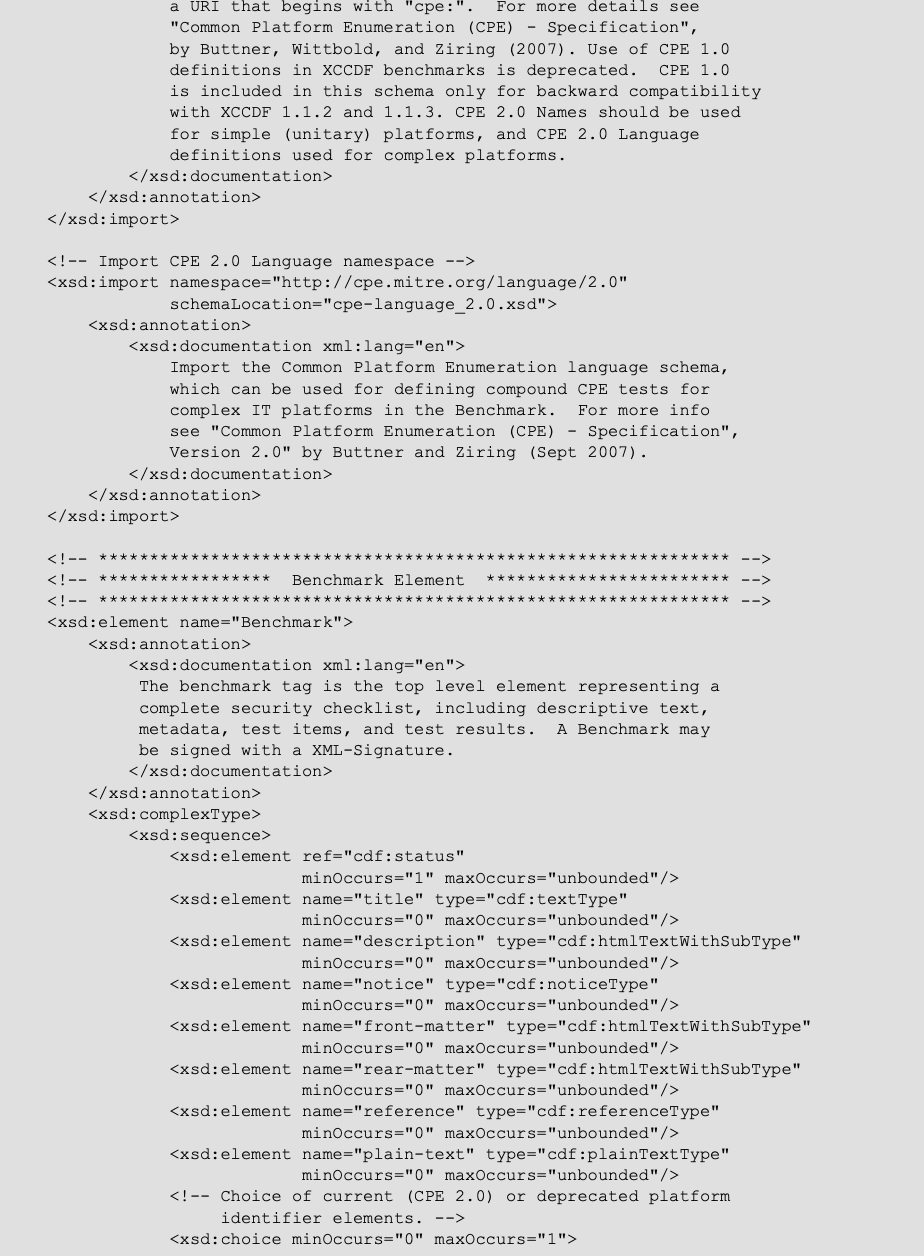 a URI that begins with "cpe:".  For more details see
"Common Platform Enumeration (CPE) - Specification",
by Buttner, Wittbold, and Ziring (2007). Use of CPE 1.0
definitions in XCCDF benchmarks is deprecated.  CPE 1.0
is included in this schema only for backward compatibility
with XCCDF 1.1.2 and 1.1.3. CPE 2.0 Names should be used
for simple (unitary) platforms, and CPE 2.0 Language
definitions used for complex platforms.
</xsd:documentation>
</xsd:annotation>
</xsd:import>
<!-- Import CPE 2.0 Language namespace -->
<xsd:import namespace="http://cpe.mitre.org/language/2.0"
schemaLocation="cpe-language_2.0.xsd">
<xsd:annotation>
<xsd:documentation xml:lang="en">
Import the Common Platform Enumeration language schema,
which can be used for defining compound CPE tests for
complex IT platforms in the Benchmark.  For more info
see "Common Platform Enumeration (CPE) - Specification",
Version 2.0" by Buttner and Ziring (Sept 2007).
</xsd:documentation>
</xsd:annotation>
</xsd:import>
<!-- ************************************************************** -->
<!-- *****************  Benchmark Element  ************************ -->
<!-- ************************************************************** -->
<xsd:element name="Benchmark">
<xsd:annotation>
<xsd:documentation xml:lang="en">
The benchmark tag is the top level element representing a
complete security checklist, including descriptive text,
metadata, test items, and test results.  A Benchmark may
be signed with a XML-Signature.
</xsd:documentation>
</xsd:annotation>
<xsd:complexType>
<xsd:sequence>
<xsd:element ref="cdf:status"
minOccurs="1" maxOccurs="unbounded"/>
<xsd:element name="title" type="cdf:textType"
minOccurs="0" maxOccurs="unbounded"/>
<xsd:element name="description" type="cdf:htmlTextWithSubType"
minOccurs="0" maxOccurs="unbounded"/>
<xsd:element name="notice" type="cdf:noticeType"
minOccurs="0" maxOccurs="unbounded"/>
<xsd:element name="front-matter" type="cdf:htmlTextWithSubType"
minOccurs="0" maxOccurs="unbounded"/>
<xsd:element name="rear-matter" type="cdf:htmlTextWithSubType"
minOccurs="0" maxOccurs="unbounded"/>
<xsd:element name="reference" type="cdf:referenceType"
minOccurs="0" maxOccurs="unbounded"/>
<xsd:element name="plain-text" type="cdf:plainTextType"
minOccurs="0" maxOccurs="unbounded"/>
<!-- Choice of current (CPE 2.0) or deprecated platform
identifier elements. -->
<xsd:choice minOccurs="0" maxOccurs="1">